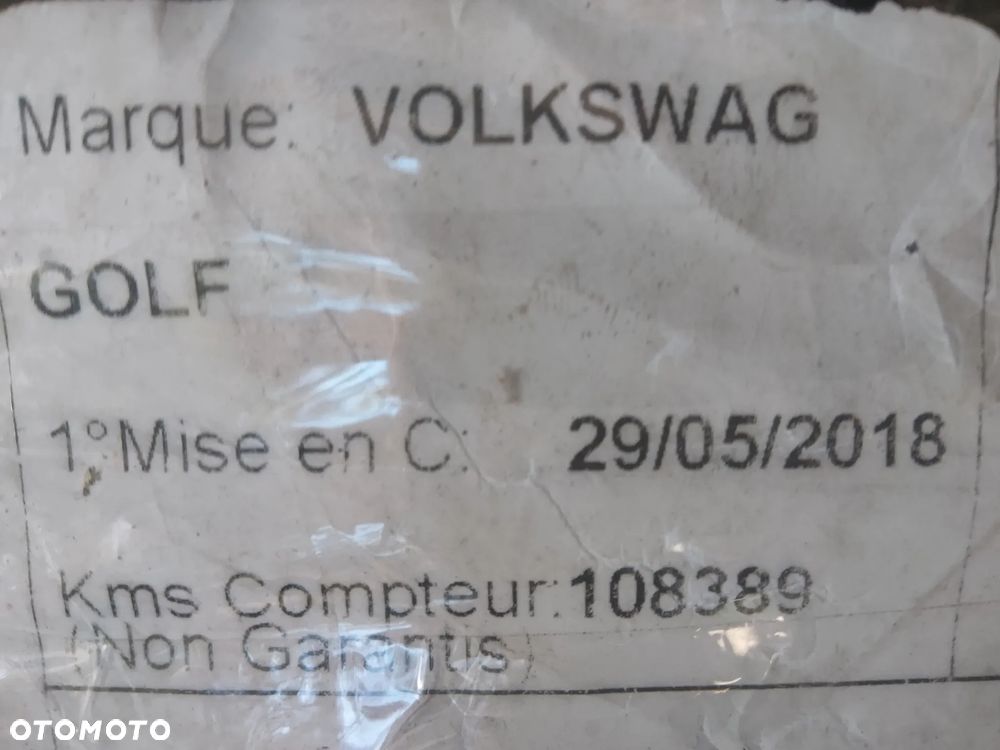 Marque: VOLKSWAG
GOLF
1°Mise en C: 29/05/2018
Kms Compteur:108389
(Non Garantis)
OTOMOTO